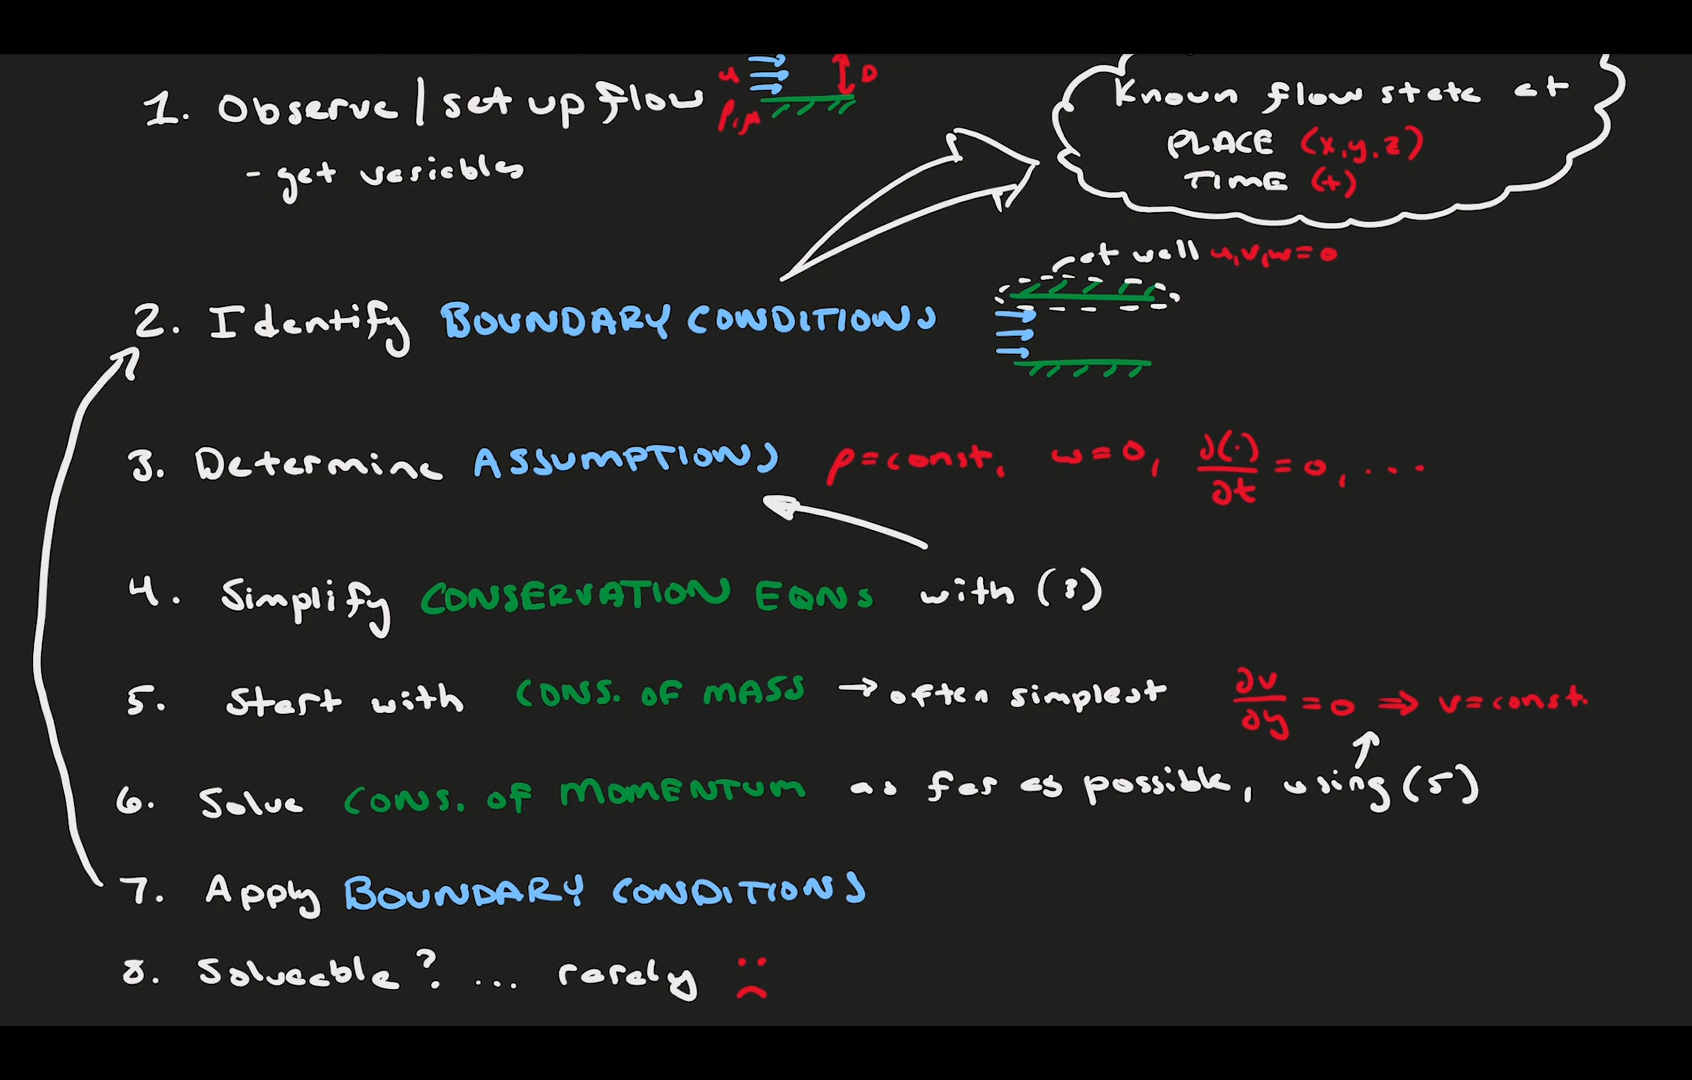 1. Observe / set up flow
u
D
ρ, μ
- get variables
Known flow state at
PLACE (x,y,z)
TIME (t)
at wall u,v,w=0
2. Identify BOUNDARY CONDITIONS
3. Determine ASSUMPTIONS ρ=const, w=0, ∂(·)/∂t = 0, ...
4. Simplify CONSERVATION EQNS with (3)
5. Start with CONS. OF MASS → often simplest ∂v/∂y = 0 ⇒ v=const.
6. Solve CONS. OF MOMENTUM as far as possible, using (5)
7. Apply BOUNDARY CONDITIONS
8. Solveable? ... rarely